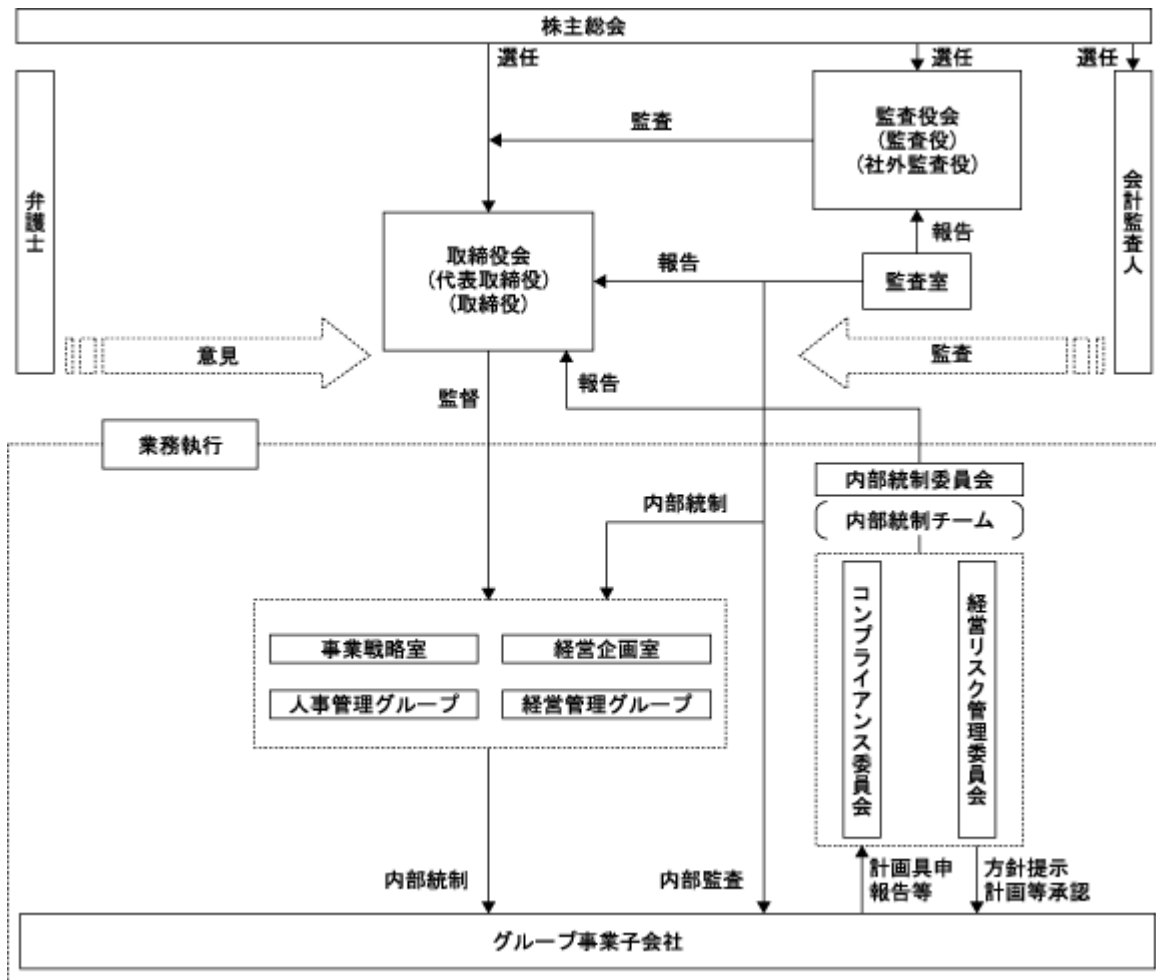 株主総会
選任
選任
選任
弁護士
監査役会
(監査役)
(社外監査役)
会計監査人
監査
報告
取締役会
(代表取締役)
(取締役)
報告
監査室
意見
監査
監督
報告
業務執行
内部統制委員会
内部統制チーム
内部統制
コンプライアンス委員会
経営リスク管理委員会
事業戦略室
経営企画室
人事管理グループ
経営管理グループ
内部統制
内部監査
計画具申
報告等
方針提示
計画等承認
グループ事業子会社